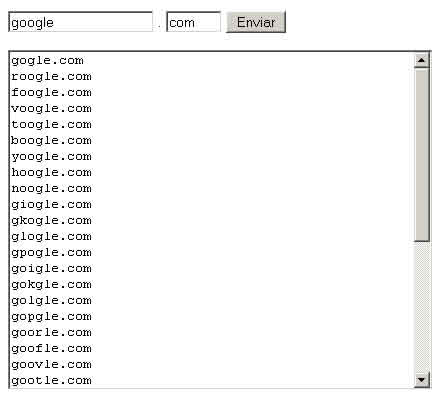 google . com Enviar
gogle.com
roogle.com
foogle.com
voogle.com
toogle.com
boogle.com
yoogle.com
hoogle.com
noogle.com
giogle.com
gkogle.com
glogle.com
gpogle.com
goigle.com
gokgle.com
golgle.com
gopgle.com
goorle.com
goofle.com
goovle.com
gootle.com